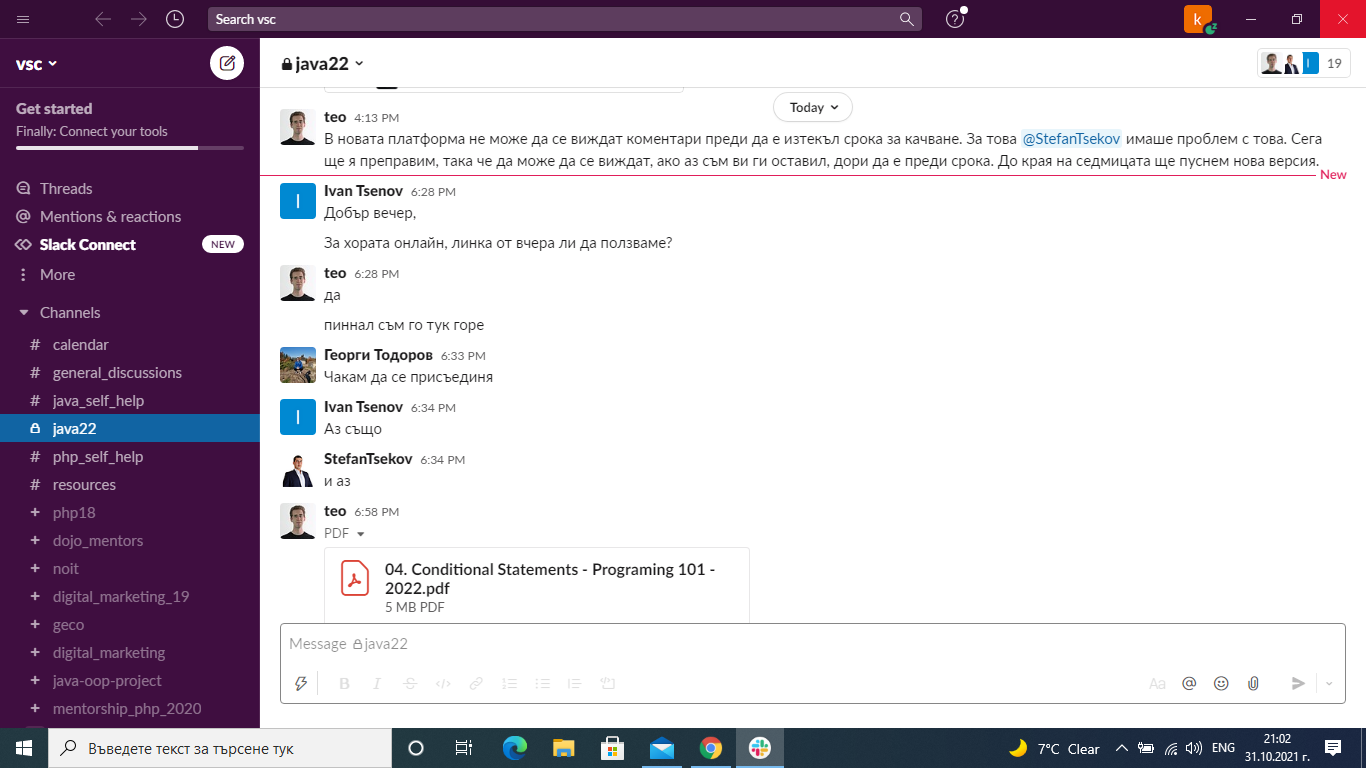 Search vsc
k
vsc
java22
19
Get started
Finally: Connect your tools
Threads
Mentions & reactions
Slack Connect NEW
More
Channels
# calendar
# general_discussions
# java_self_help
java22
# php_self_help
# resources
+ php18
+ dojo_mentors
+ noit
+ digital_marketing_19
+ geco
+ digital_marketing
+ java-oop-project
+ mentorship_php_2020
Today
teo 4:13 PM
В новата платформа не може да се виждат коментари преди да е изтекъл срока за качване. За това @StefanTsekov имаше проблем с това. Сега
ще я преправим, така че да може да се виждат, ако аз съм ви ги оставил, дори да е преди срока. До края на седмицата ще пуснем нова версия.
New
I
Ivan Tsenov 6:28 PM
Добър вечер,
За хората онлайн, линка от вчера ли да ползваме?
teo 6:28 PM
да
пиннал съм го тук горе
Георги Тодоров 6:33 PM
Чакам да се присъединя
I
Ivan Tsenov 6:34 PM
Аз също
StefanTsekov 6:34 PM
и аз
teo 6:58 PM
PDF
04. Conditional Statements - Programing 101 -
2022.pdf
5 MB PDF
Message java22
B I S </> Aa @
Въведете текст за търсене тук
7°C Clear
ENG
21:02
31.10.2021 г.